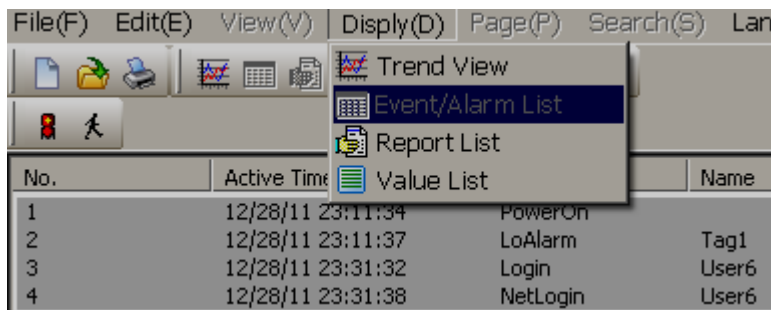 File(F) Edit(E) View(V) Disply(D) Page(P) Search(S) Lan
Trend View
Event/Alarm List
Report List
Value List
No. Active Time Name
1 12/28/11 23:11:34 PowerOn
2 12/28/11 23:11:37 LoAlarm Tag1
3 12/28/11 23:31:32 Login User6
4 12/28/11 23:31:38 NetLogin User6